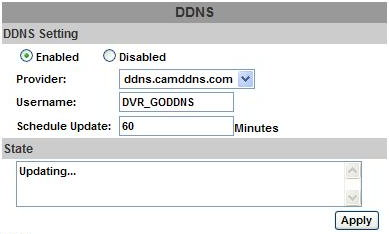 DDNS
DDNS Setting
Enabled Disabled
Provider: ddns.camddns.com
Username: DVR_GODDNS
Schedule Update: 60 Minutes
State
Updating...
Apply